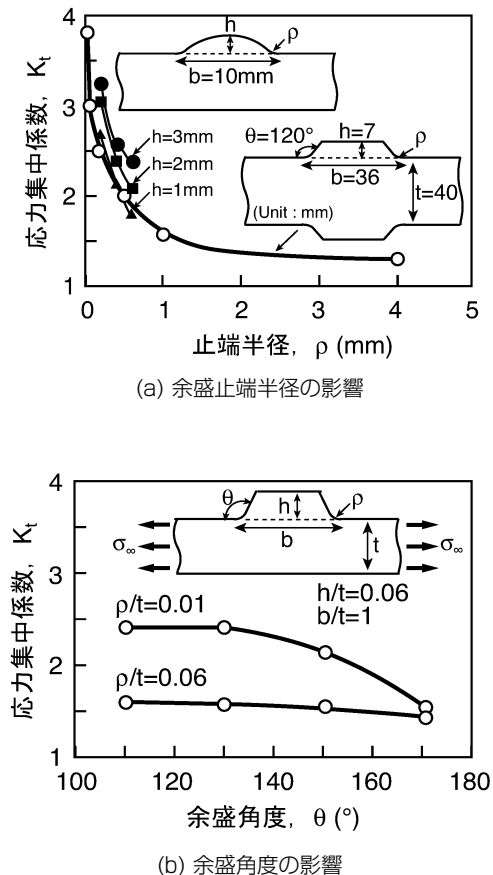 4
3
2
1
応力集中係数, Kt
h
ρ
b=10mm
h=3mm
h=2mm
h=1mm
θ=120°
h=7
ρ
b=36
t=40
(Unit : mm)
0 1 2 3 4 5
止端半径, ρ (mm)
(a) 余盛止端半径の影響
4
3
2
1
応力集中係数, Kt
θ
h
ρ
b
t
σ∞
σ∞
h/t=0.06
b/t=1
ρ/t=0.01
ρ/t=0.06
100 120 140 160 180
余盛角度, θ (°)
(b) 余盛角度の影響